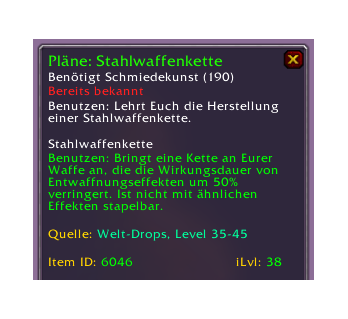 Pläne: Stahlwaffenkette
Benötigt Schmiedekunst (190)
Bereits bekannt
Benutzen: Lehrt Euch die Herstellung
einer Stahlwaffenkette.
Stahlwaffenkette
Benutzen: Bringt eine Kette an Eurer
Waffe an, die die Wirkungsdauer von
Entwaffnungseffekten um 50%
verringert. Ist nicht mit ähnlichen
Effekten stapelbar.
Quelle: Welt-Drops, Level 35-45
Item ID: 6046 iLvl: 38